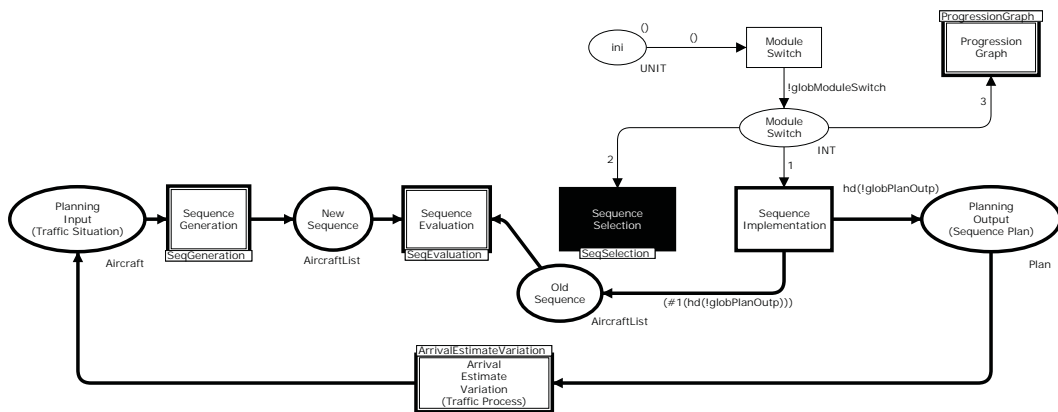 ProgressionGraph
Progression
Graph
()
()
ini
UNIT
Module
Switch
!globModuleSwitch
3
Module
Switch
INT
2
1
hd(!globPlanOutp)
Planning
Input
(Traffic Situation)
Aircraft
Sequence
Generation
SeqGeneration
New
Sequence
AircraftList
Sequence
Evaluation
SeqEvaluation
Sequence
Selection
SeqSelection
Sequence
Implementation
Planning
Output
(Sequence Plan)
Plan
Old
Sequence
AircraftList
(#1(hd(!globPlanOutp)))
ArrivalEstimateVariation
Arrival
Estimate
Variation
(Traffic Process)